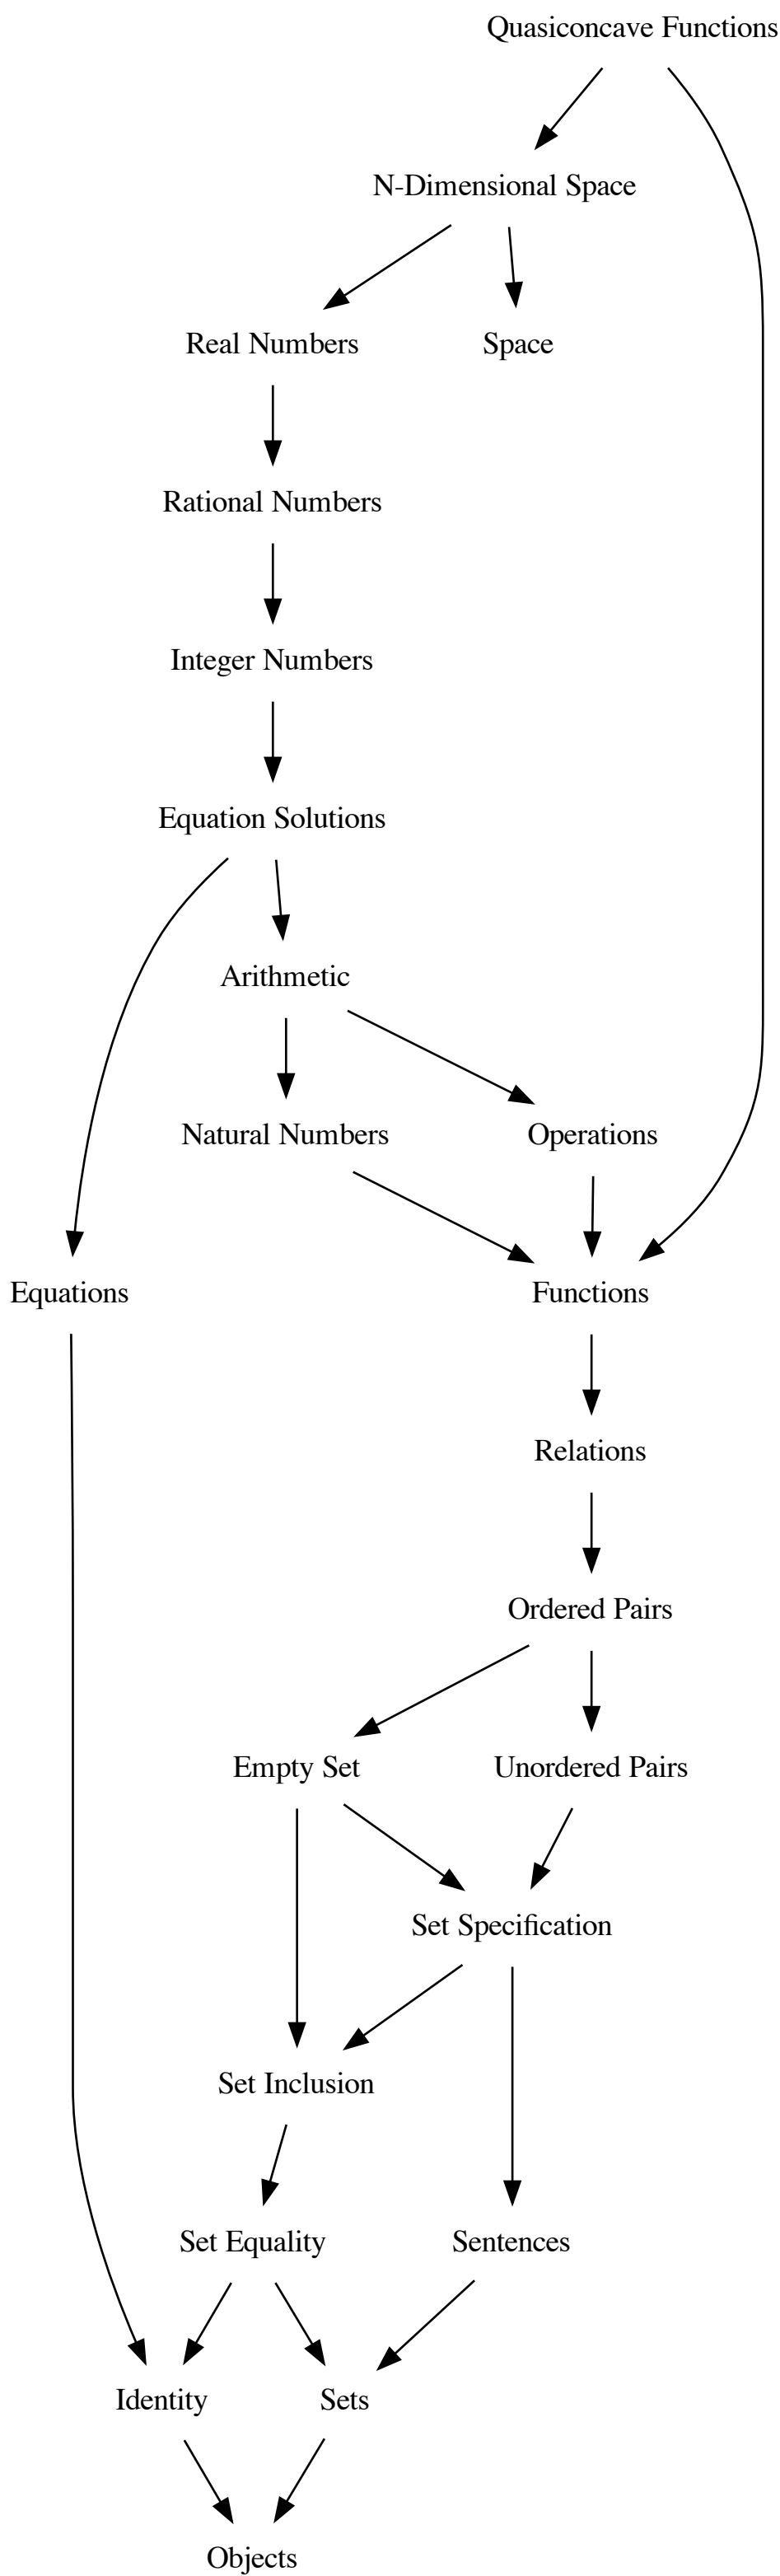 Quasiconcave Functions
N-Dimensional Space
Real Numbers
Space
Rational Numbers
Integer Numbers
Equation Solutions
Arithmetic
Natural Numbers
Operations
Equations
Functions
Relations
Ordered Pairs
Empty Set
Unordered Pairs
Set Specification
Set Inclusion
Set Equality
Sentences
Identity
Sets
Objects